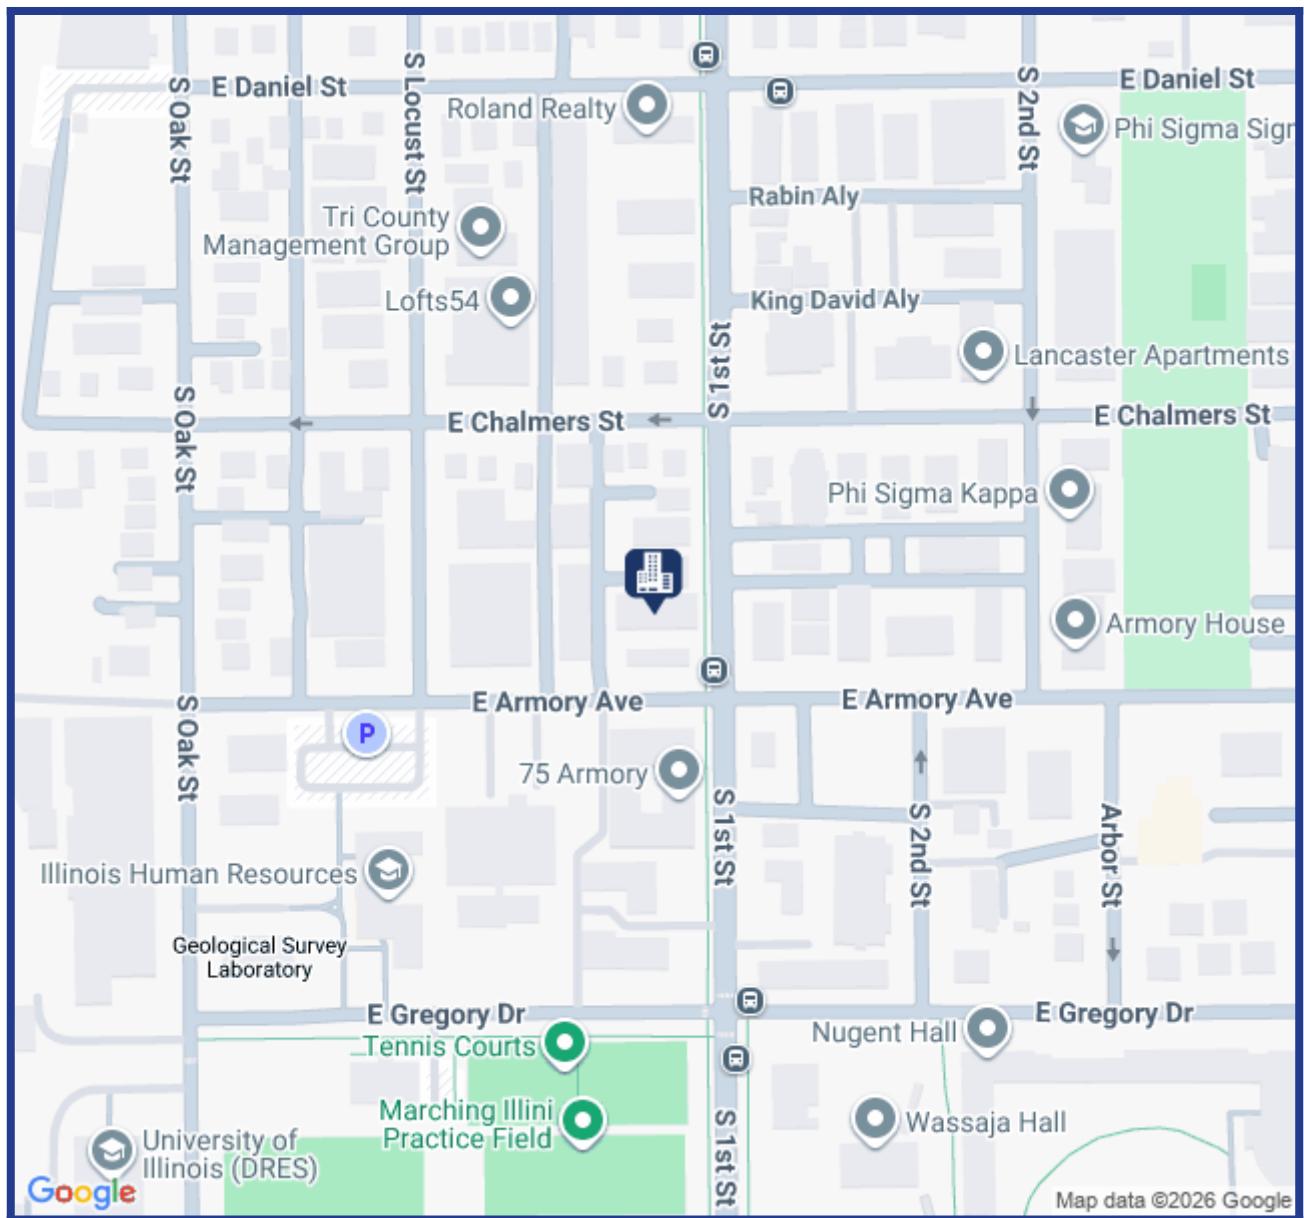 E Daniel St
E Daniel St
S Oak St
S Locust St
Roland Realty
S 2nd St
Phi Sigma Sigr
Rabin Aly
Tri County
Management Group
Lofts54
King David Aly
S 1st St
Lancaster Apartments
S Oak St
E Chalmers St
E Chalmers St
Phi Sigma Kappa
Armory House
E Armory Ave
E Armory Ave
S Oak St
P
75 Armory
S 1st St
S 2nd St
Arbor St
Illinois Human Resources
Geological Survey
Laboratory
E Gregory Dr
E Gregory Dr
Nugent Hall
Tennis Courts
Marching Illini
Practice Field
Wassaja Hall
S 1st St
University of
Illinois (DRES)
Google
Map data ©2026 Google